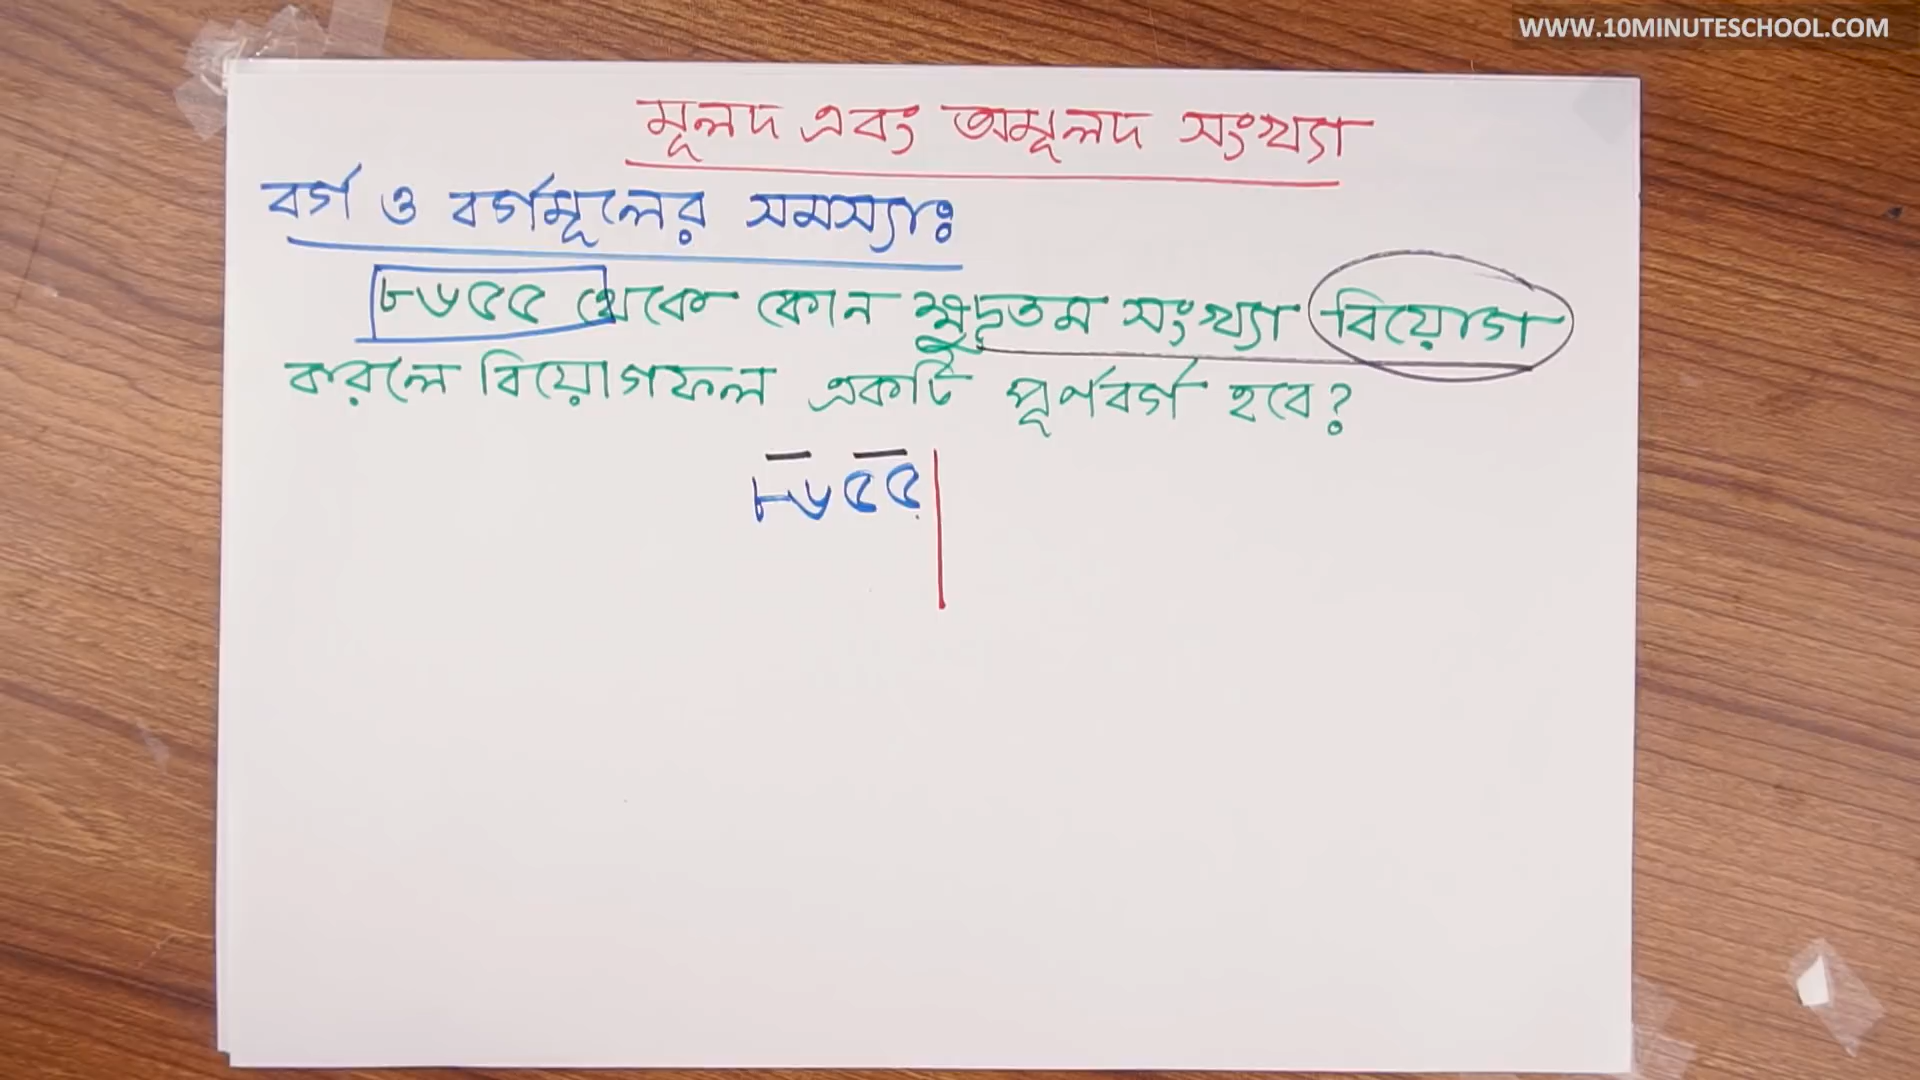 WWW.10MINUTESCHOOL.COM
মূলদ এবং অমূলদ সংখ্যা
বর্গ ও বর্গমূলের সমস্যাঃ
৮৬৫৫ থেকে কোন ক্ষুদ্রতম সংখ্যা বিয়োগ
করলে বিয়োগফল একটি পূর্ণবর্গ হবে?
৮৬৫৫